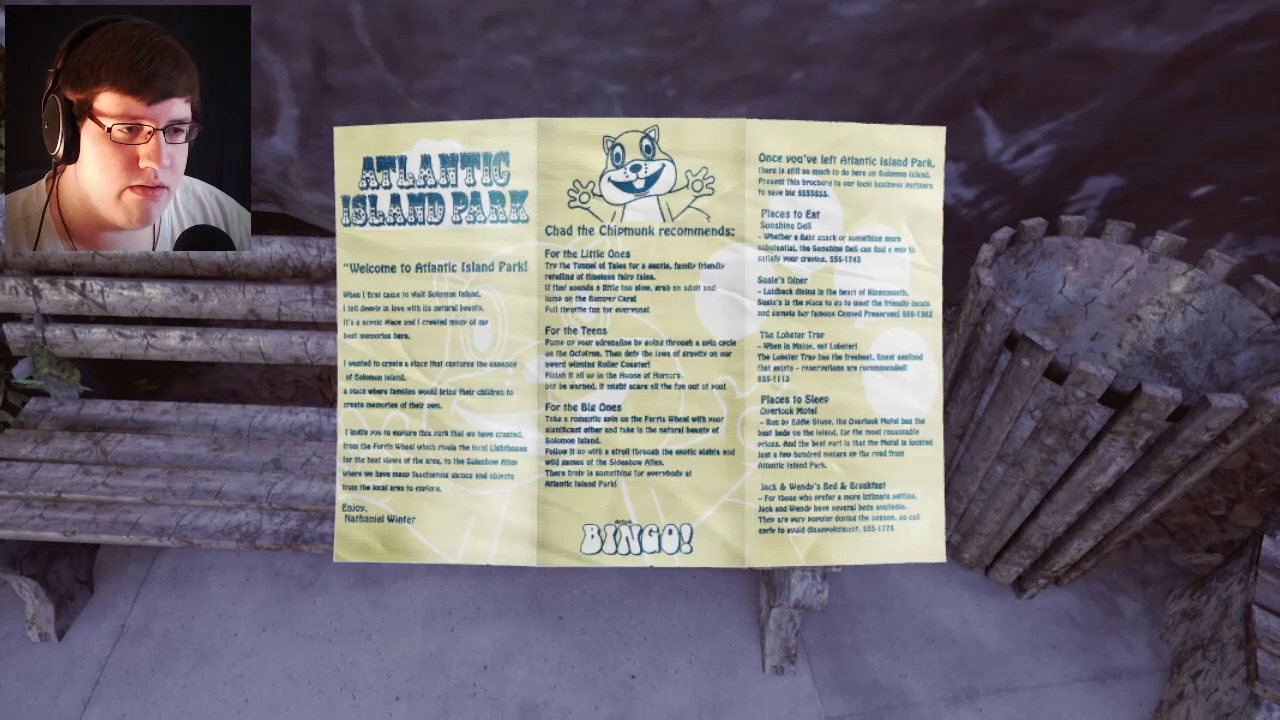 ATLANTIC
ISLAND PARK
"Welcome to Atlantic Island Park!
When I first came to visit Solomon Island,
I fell deeply in love with its natural beauty.
It's a scenic place and I created many of my
best memories here.
I wanted to create a place that captures the essence
of Solomon Island,
a place where families would bring their children to
create memories of their own.
I invite you to explore this park that we have created,
from the Ferris Wheel which rivals the local Lighthouse
for the best views of the area, to the Sideshow Alley
where we have many fascinating games and objects
from the local area to explore.
Enjoy,
Nathaniel Winter
Chad the Chipmunk recommends:
For the Little Ones
Try the Tunnel of Tales for a gentle, family friendly
retelling of timeless fairy tales.
If that sounds a little too slow, grab an adult and
jump on the Bumper Cars!
Full throttle fun for everyone!
For the Teens
Pump up your adrenaline by going through a spin cycle
on the Octotron. Then defy the laws of gravity on our
award winning Roller Coaster!
Finish it all up in the House of Horrors,
but be warned, it might scare all the fun out of you!
For the Big Ones
Take a romantic spin on the Ferris Wheel with your
significant other and take in the natural beauty of
Solomon Island.
Follow it up with a stroll through the exotic sights and
wild games of the Sideshow Alley.
There truly is something for everybody at
Atlantic Island Park!
BINGO!
Once you've left Atlantic Island Park,
there is still so much to do here on Solomon Island.
Present this brochure to our local business partners
to save big $$$$$$.
Places to Eat
Sunshine Deli
- Whether a light snack or something more
substantial, the Sunshine Deli can find a way to
satisfy your craving. 555-1743
Susie's Diner
- Laidback dining in the heart of Kingsmouth,
Susie's is the place to go to meet the friendly locals
and sample her famous Canned Preserves! 555-1362
The Lobster Trap
- When in Maine, eat Lobster!
The Lobster Trap has the freshest, finest seafood
that exists - reservations are recommended!
555-1113
Places to Sleep
Overlook Motel
- Run by Eddie Stone, the Overlook Motel has the
best beds on the island, for the most reasonable
prices. And the best part is that the Motel is located
just a few hundred meters up the road from
Atlantic Island Park.
Jack & Wendy's Bed & Breakfast
- For those who prefer a more intimate setting,
Jack and Wendy have several beds available.
They are very popular during the season, so call
early to avoid disappointment. 555-1775